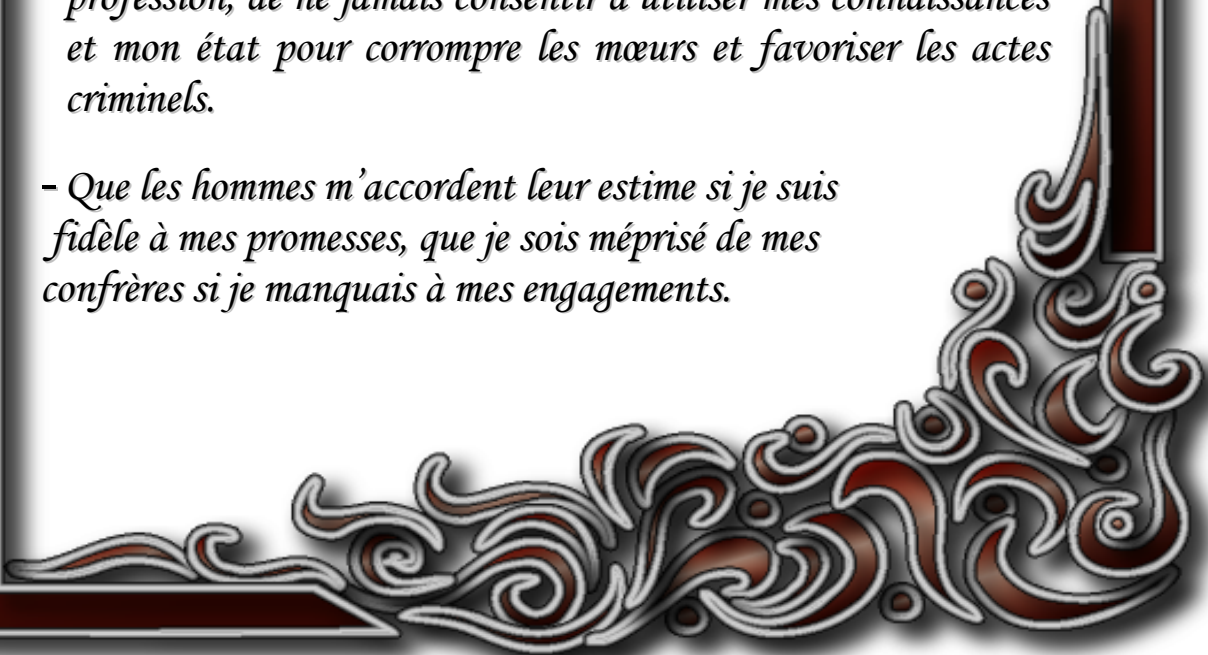 profession, de ne jamais consentir à utiliser mes connaissances
et mon état pour corrompre les mœurs et favoriser les actes
criminels.
- Que les hommes m’accordent leur estime si je suis
fidèle à mes promesses, que je sois méprisé de mes
confrères si je manquais à mes engagements.